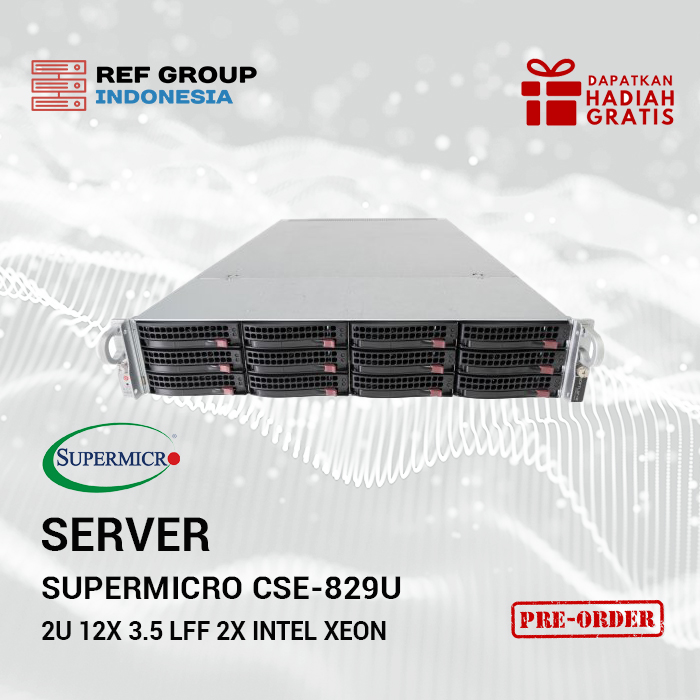 REF GROUP
INDONESIA
DAPATKAN
HADIAH
GRATIS
SUPERMICRO
SERVER
SUPERMICRO CSE-829U
2U 12X 3.5 LFF 2X INTEL XEON
PRE-ORDER